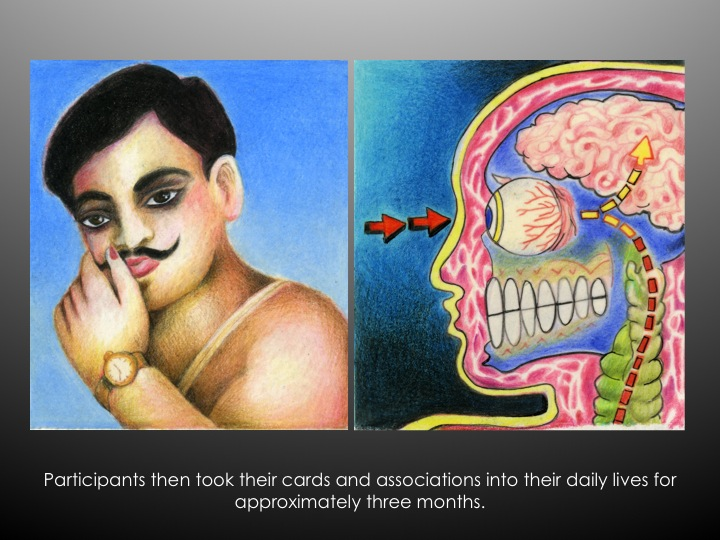 Participants then took their cards and associations into their daily lives for
approximately three months.